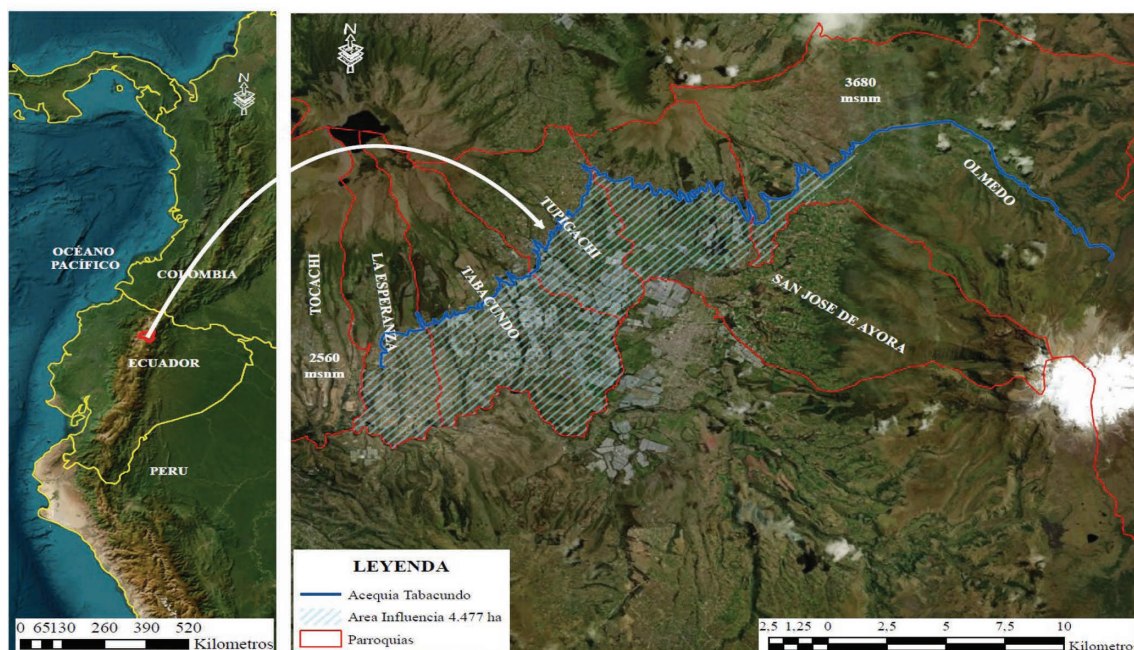 N
OCÉANO
PACÍFICO
COLOMBIA
ECUADOR
PERU
0 65130 260 390 520
Kilometros
N
3680
msnm
OLMEDO
TUPIGACHI
TOCACHI
LA ESPERANZA
TABACUNDO
SAN JOSE DE AYORA
2560
msnm
LEYENDA
Acequia Tabacundo
Area Influencia 4.477 ha
Parroquias
2,5 1,25 0 2,5 5 7,5 10
Kilometros